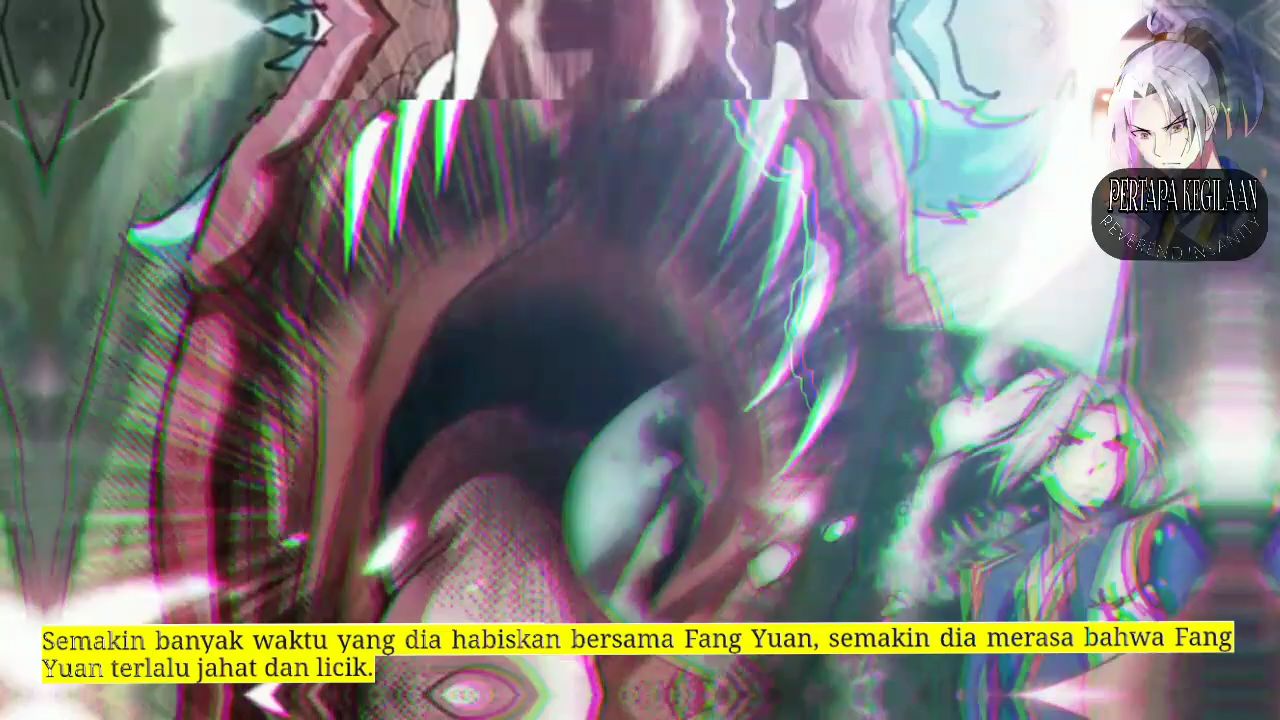 PERTAPA KEGILAAN
REVEREND INSANITY
Semakin banyak waktu yang dia habiskan bersama Fang Yuan, semakin dia merasa bahwa Fang
Yuan terlalu jahat dan licik.